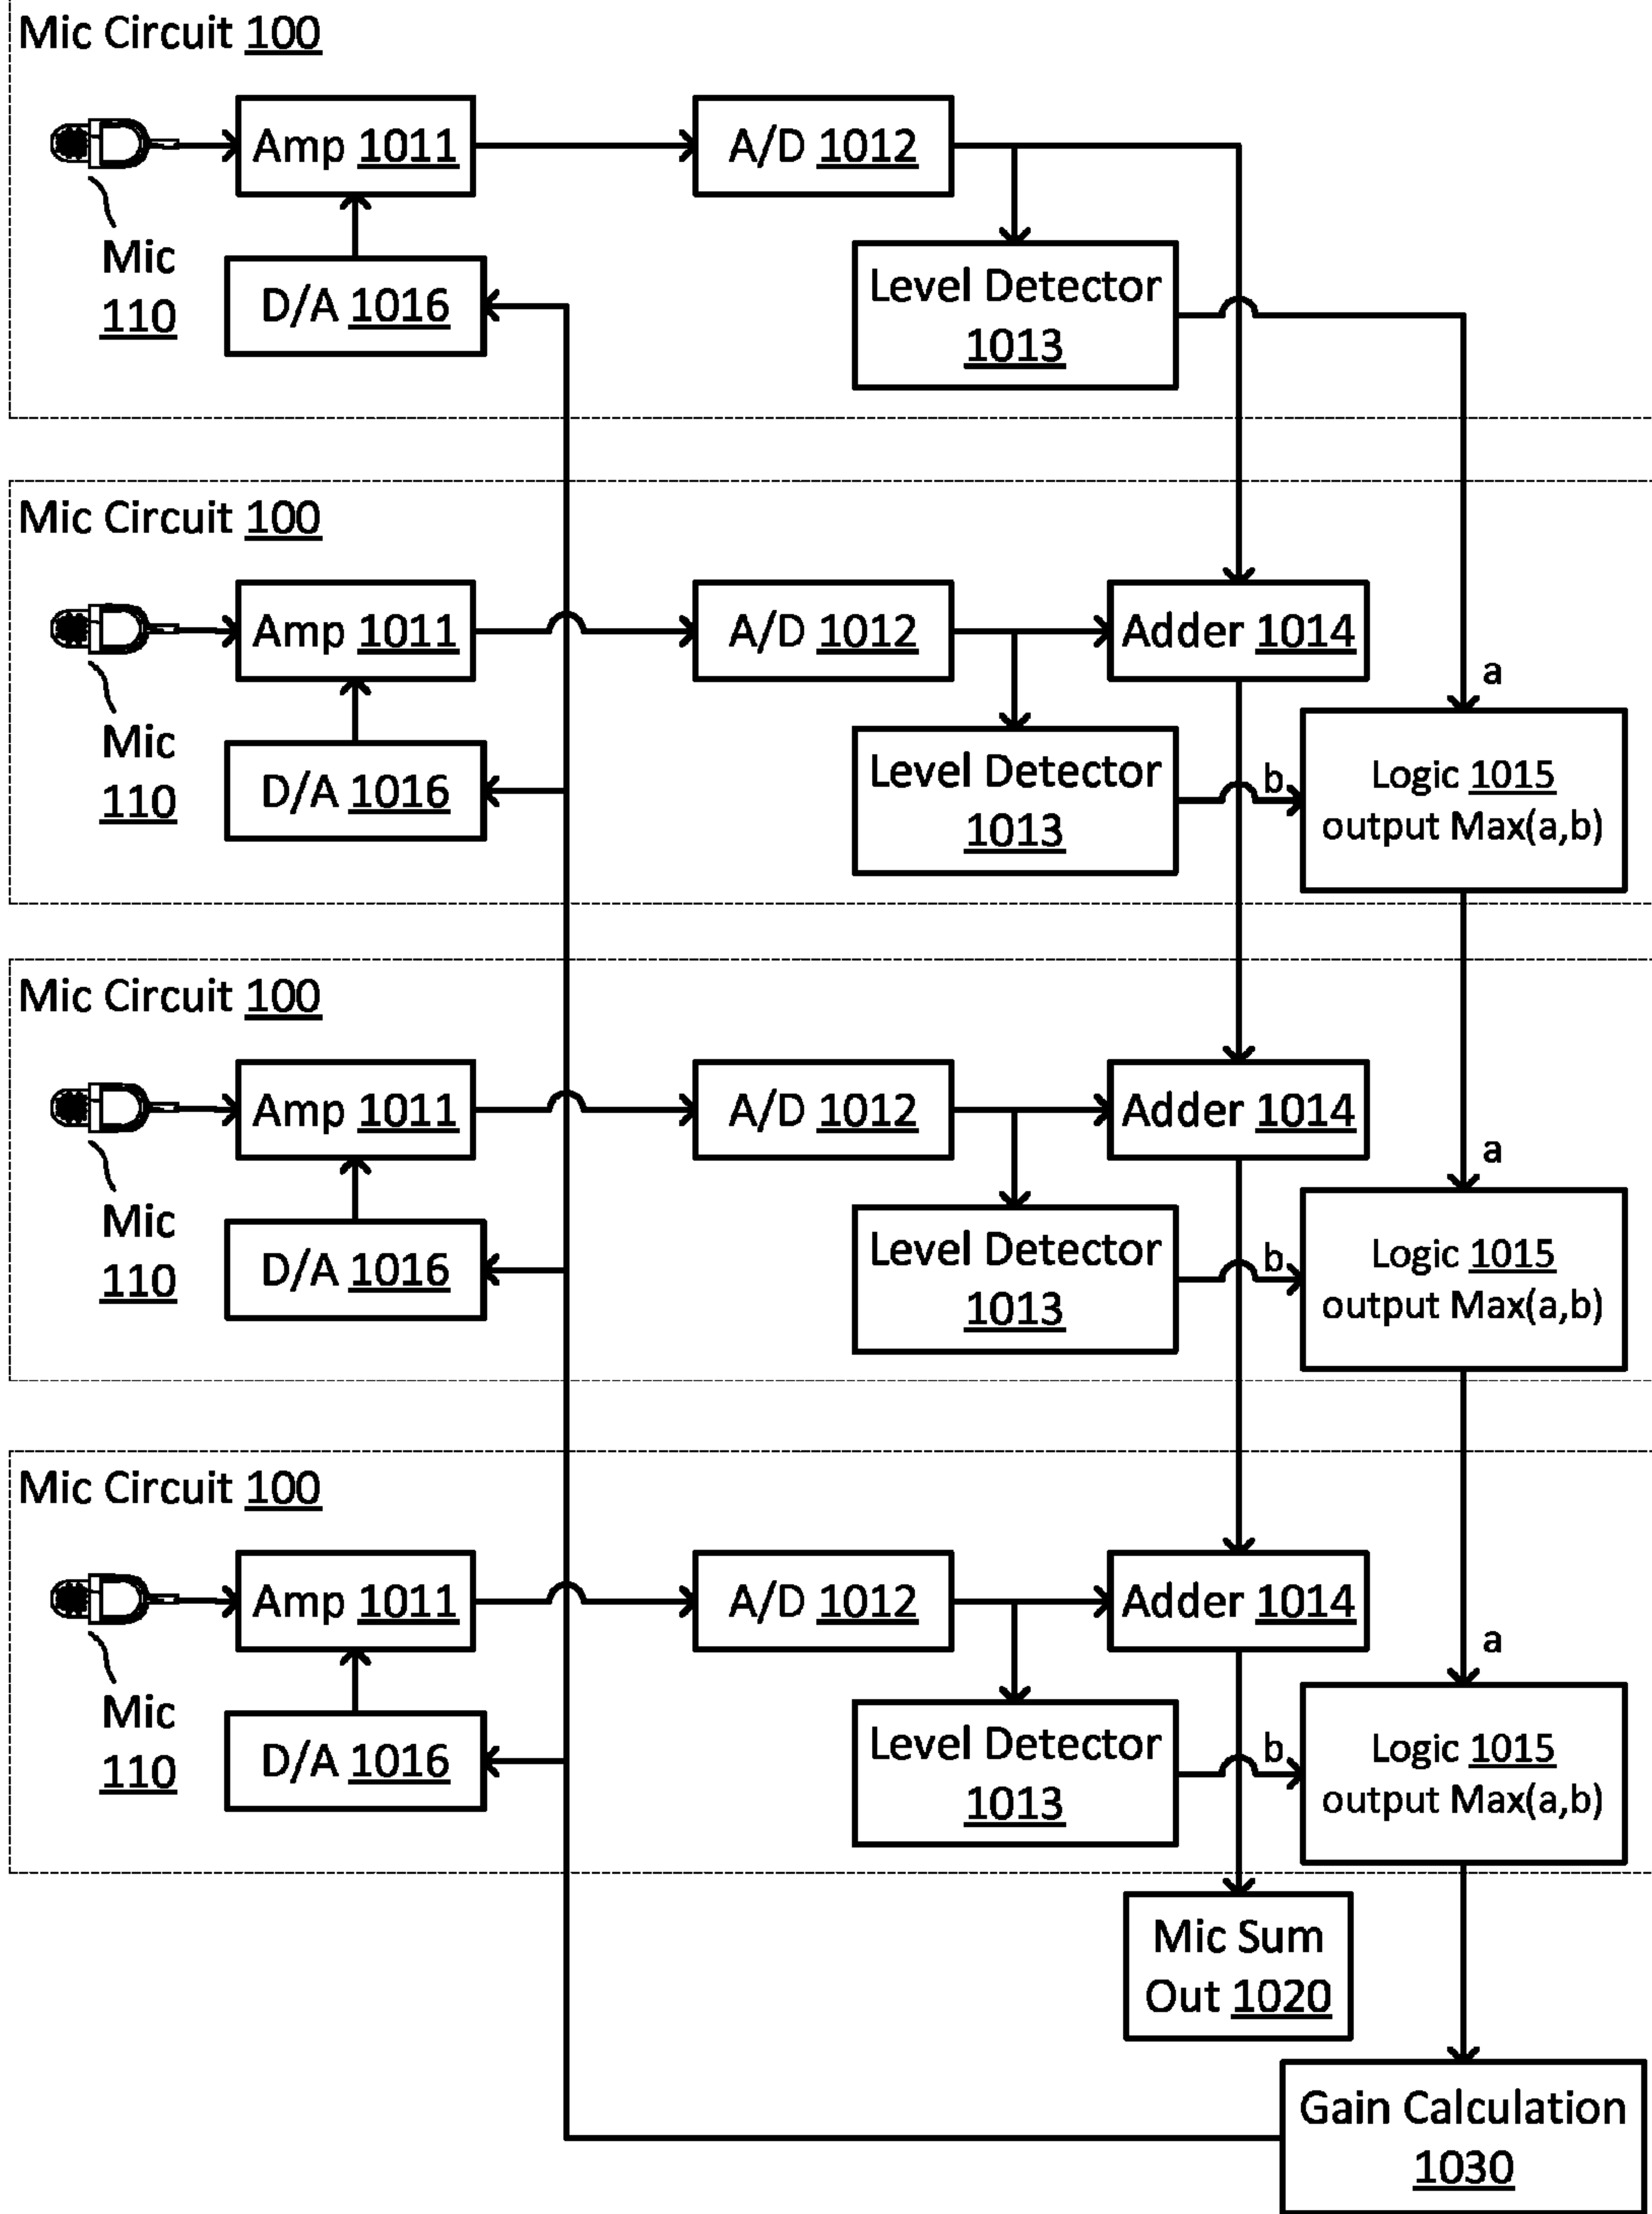 Mic Circuit 100
Amp 1011
A/D 1012
Mic
110
D/A 1016
Level Detector
1013
Mic Circuit 100
Amp 1011
A/D 1012
Adder 1014
a
Mic
110
D/A 1016
Level Detector
1013
b
Logic 1015
output Max(a,b)
Mic Circuit 100
Amp 1011
A/D 1012
Adder 1014
a
Mic
110
D/A 1016
Level Detector
1013
b
Logic 1015
output Max(a,b)
Mic Circuit 100
Amp 1011
A/D 1012
Adder 1014
a
Mic
110
D/A 1016
Level Detector
1013
b
Logic 1015
output Max(a,b)
Mic Sum
Out 1020
Gain Calculation
1030